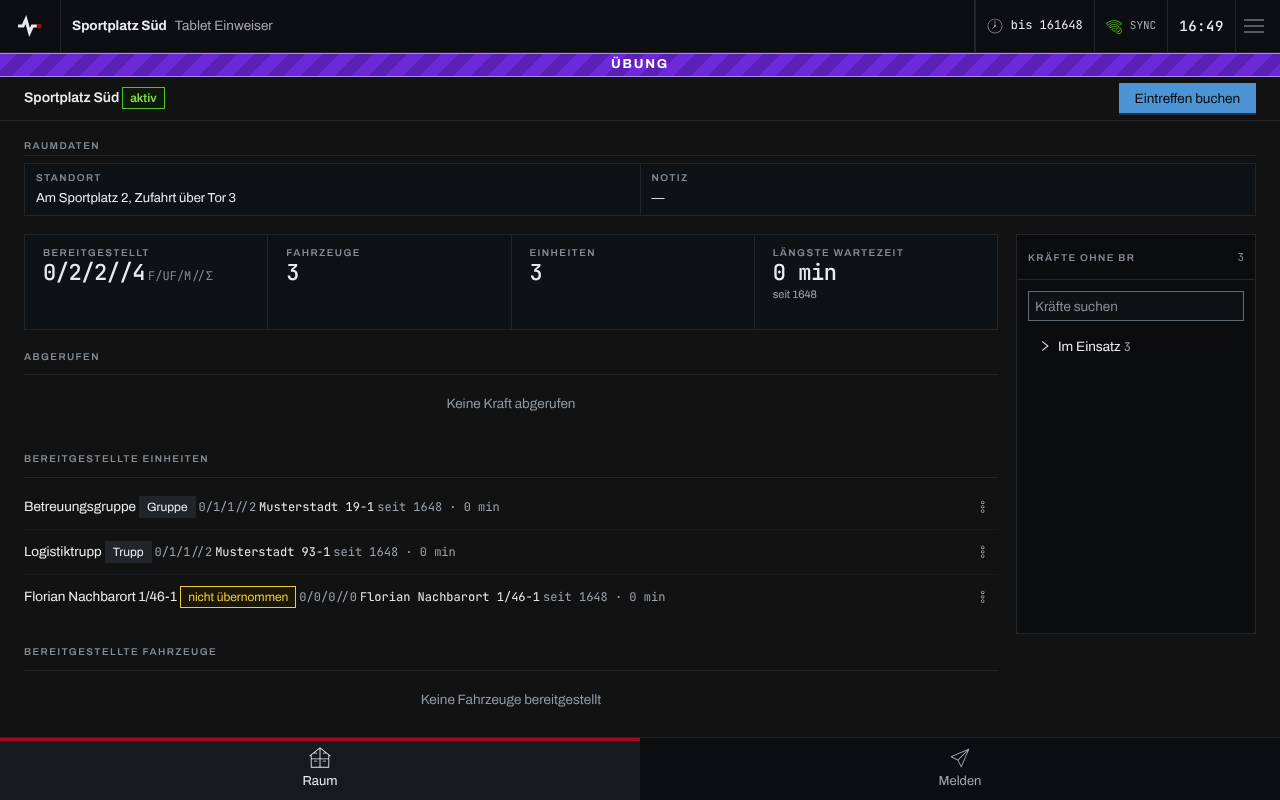 Sportplatz Süd Tablet Einweiser bis 161648 SYNC 16:49
ÜBUNG
Sportplatz Süd aktiv Eintreffen buchen
RAUMDATEN
STANDORT NOTIZ
Am Sportplatz 2, Zufahrt über Tor 3 —
BEREITGESTELLT FAHRZEUGE EINHEITEN LÄNGSTE WARTEZEIT
0/2/2//4 F/UF/M//Σ 3 3 0 min
seit 1648
KRÄFTE OHNE BR 3
Kräfte suchen
Im Einsatz 3
ABGERUFEN
Keine Kraft abgerufen
BEREITGESTELLTE EINHEITEN
Betreuungsgruppe Gruppe 0/1/1//2 Musterstadt 19-1 seit 1648 · 0 min
Logistiktrupp Trupp 0/1/1//2 Musterstadt 93-1 seit 1648 · 0 min
Florian Nachbarort 1/46-1 nicht übernommen 0/0/0//0 Florian Nachbarort 1/46-1 seit 1648 · 0 min
BEREITGESTELLTE FAHRZEUGE
Keine Fahrzeuge bereitgestellt
Raum Melden